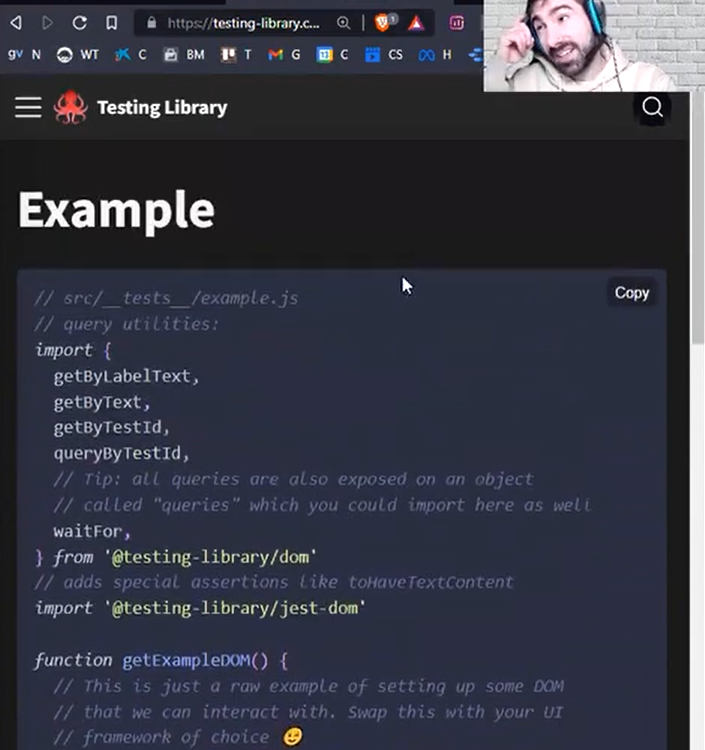 https://testing-library.c...
1
gv N WT C BM T G C CS H
Testing Library
Example
Copy
// src/__tests__/example.js
// query utilities:
import {
getByLabelText,
getByText,
getByTestId,
queryByTestId,
// Tip: all queries are also exposed on an object
// called "queries" which you could import here as well
waitFor,
} from '@testing-library/dom'
// adds special assertions like toHaveTextContent
import '@testing-library/jest-dom'
function getExampleDOM() {
// This is just a raw example of setting up some DOM
// that we can interact with. Swap this with your UI
// framework of choice 😉